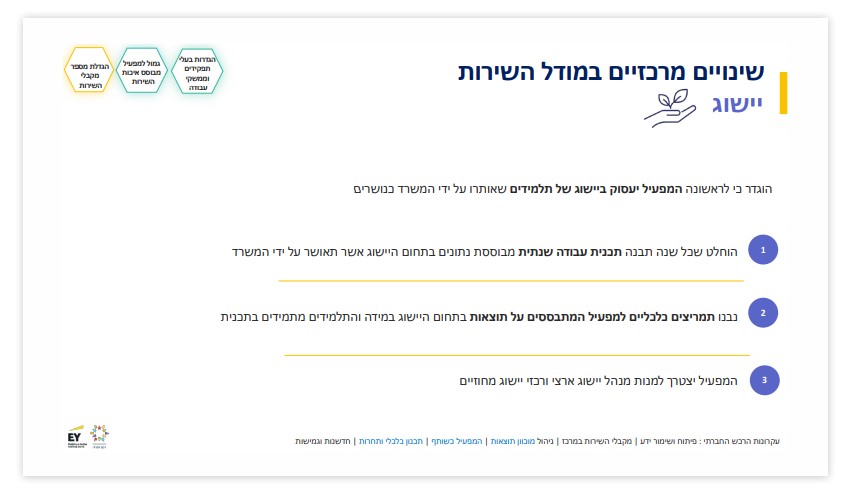 שינויים מרכזיים במודל השירות
יישוג
הגדרות בעלי
תפקידים
וממשקי
עבודה
גמול למפעיל
מבוסס איכות
השירות
הגדלת מספר
מקבלי
השירות
הוגדר כי לראשונה המפעיל יעסוק ביישוג של תלמידים שאותרו על ידי המשרד כנושרים
1
הוחלט שכל שנה תבנה תכנית עבודה שנתית מבוססת נתונים בתחום היישוג אשר תאושר על ידי המשרד
2
נבנו תמריצים כלכליים למפעיל המתבססים על תוצאות בתחום היישוג במידה והתלמידים מתמידים בתכנית
3
המפעיל יצטרך למנות מנהל יישוג ארצי ורכזי יישוג מחוזיים
עקרונות הרכש החברתי : פיתוח ושימור ידע | מקבלי השירות במרכז | ניהול מוכוון תוצאות | המפעיל כשותף | תכנון כלכלי ותחרות | חדשנות וגמישות
EY